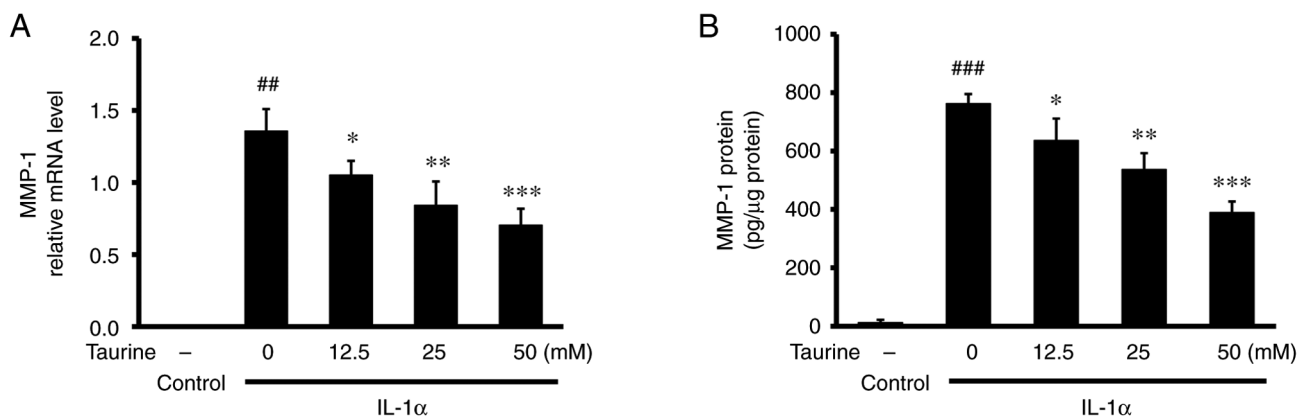 A
MMP-1
relative mRNA level
2.0
1.5
1.0
0.5
0.0
##
*
**
***
Taurine – 0 12.5 25 50 (mM)
Control
IL-1α
B
MMP-1 protein
(pg/μg protein)
1000
800
600
400
200
0
###
*
**
***
Taurine – 0 12.5 25 50 (mM)
Control
IL-1α